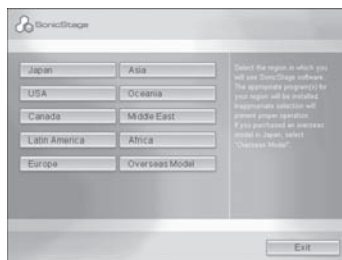 SonicStage
Japan
Asia
USA
Oceania
Canada
Middle East
Latin America
Africa
Europe
Overseas Model
Select the region in which you
will use SonicStage software.
The appropriate program(s) for
your region will be installed.
Inappropriate selection will
prevent proper operation.
If you purchased an overseas
model in Japan, select
"Overseas Model".
Exit